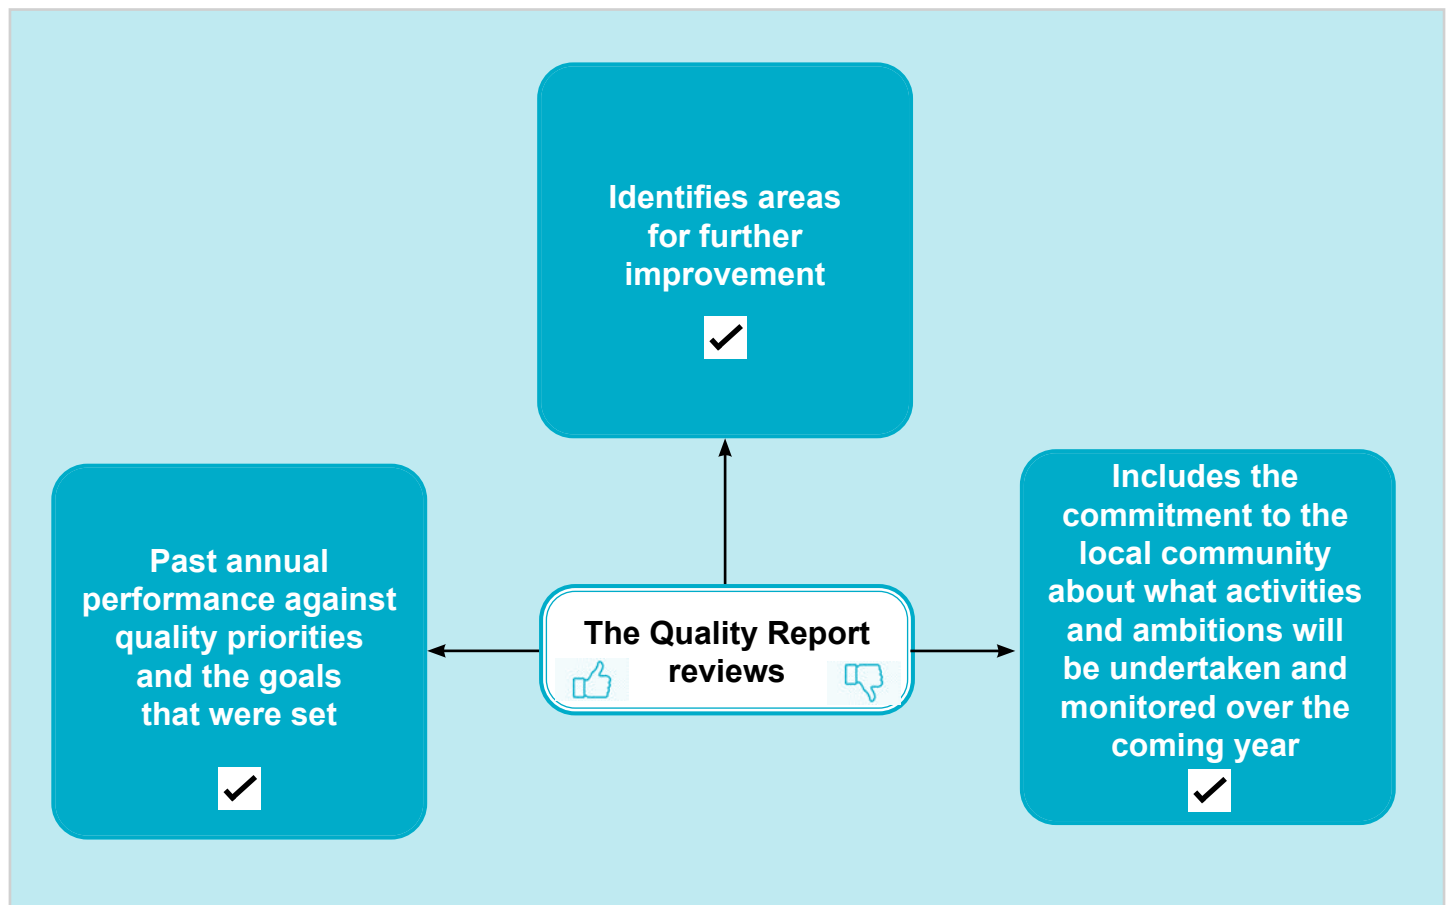 Identifies areas
for further
improvement
Past annual
performance against
quality priorities
and the goals
that were set
The Quality Report
reviews
Includes the
commitment to the
local community
about what activities
and ambitions will
be undertaken and
monitored over the
coming year